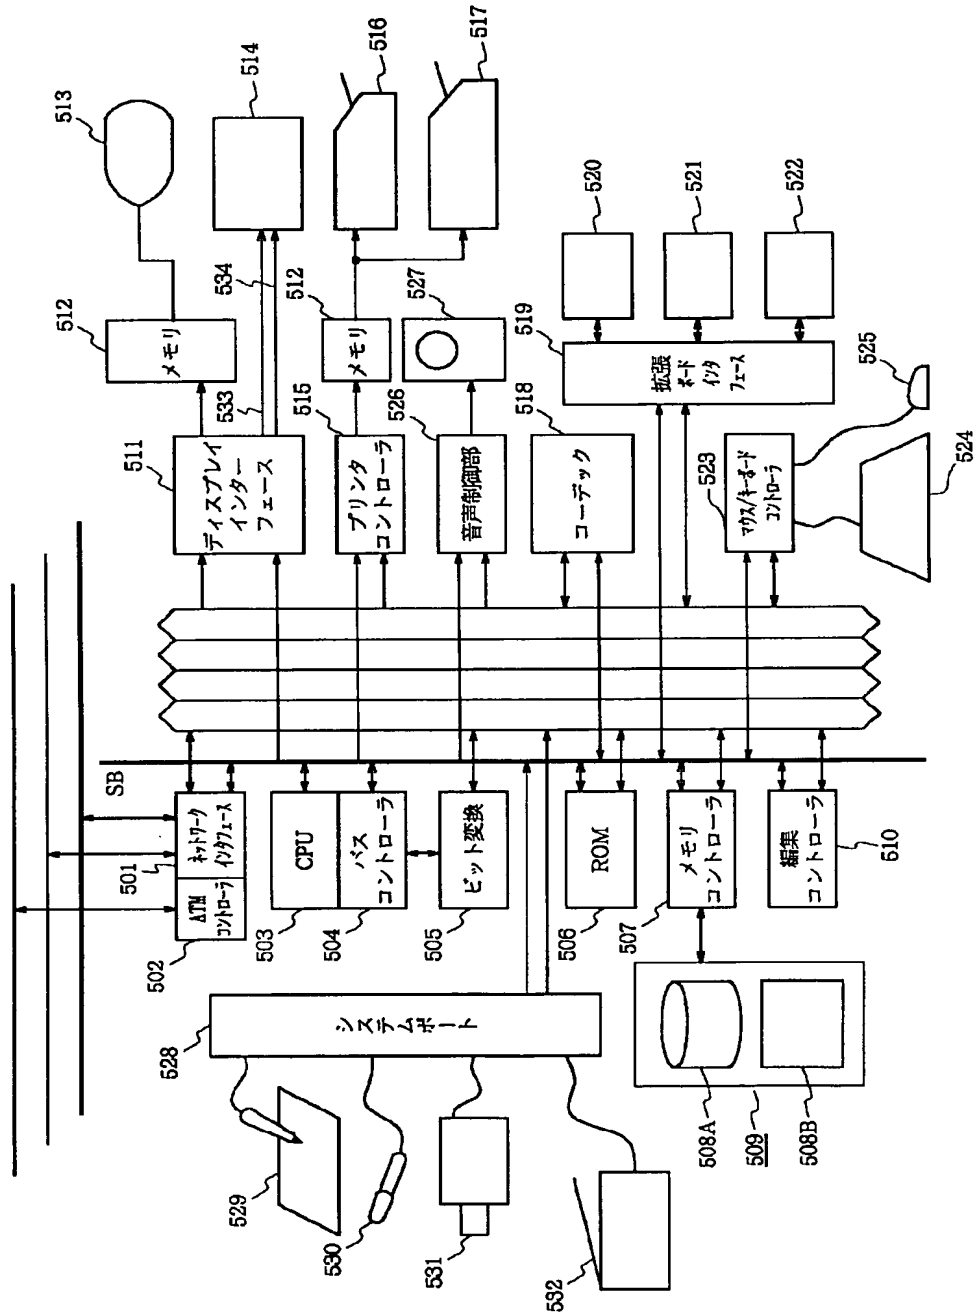 513
514
516
517
512
メモリ
534
533
512
メモリ
527
520
521
522
519
拡張
ボード
インタ
フェース
525
511
ディスプレイ
インター
フェース
515
プリンタ
コントローラ
526
音声制御部
518
コーデック
523
マウス/キーボード
コントローラ
524
SB
501
ネットワーク
インタフェース
502
ATM
コントローラ
503
CPU
504
バス
コントローラ
505
ビット変換
506
ROM
507
メモリ
コントローラ
編集
コントローラ
510
528
システムポート
508A
509
508B
529
530
531
532